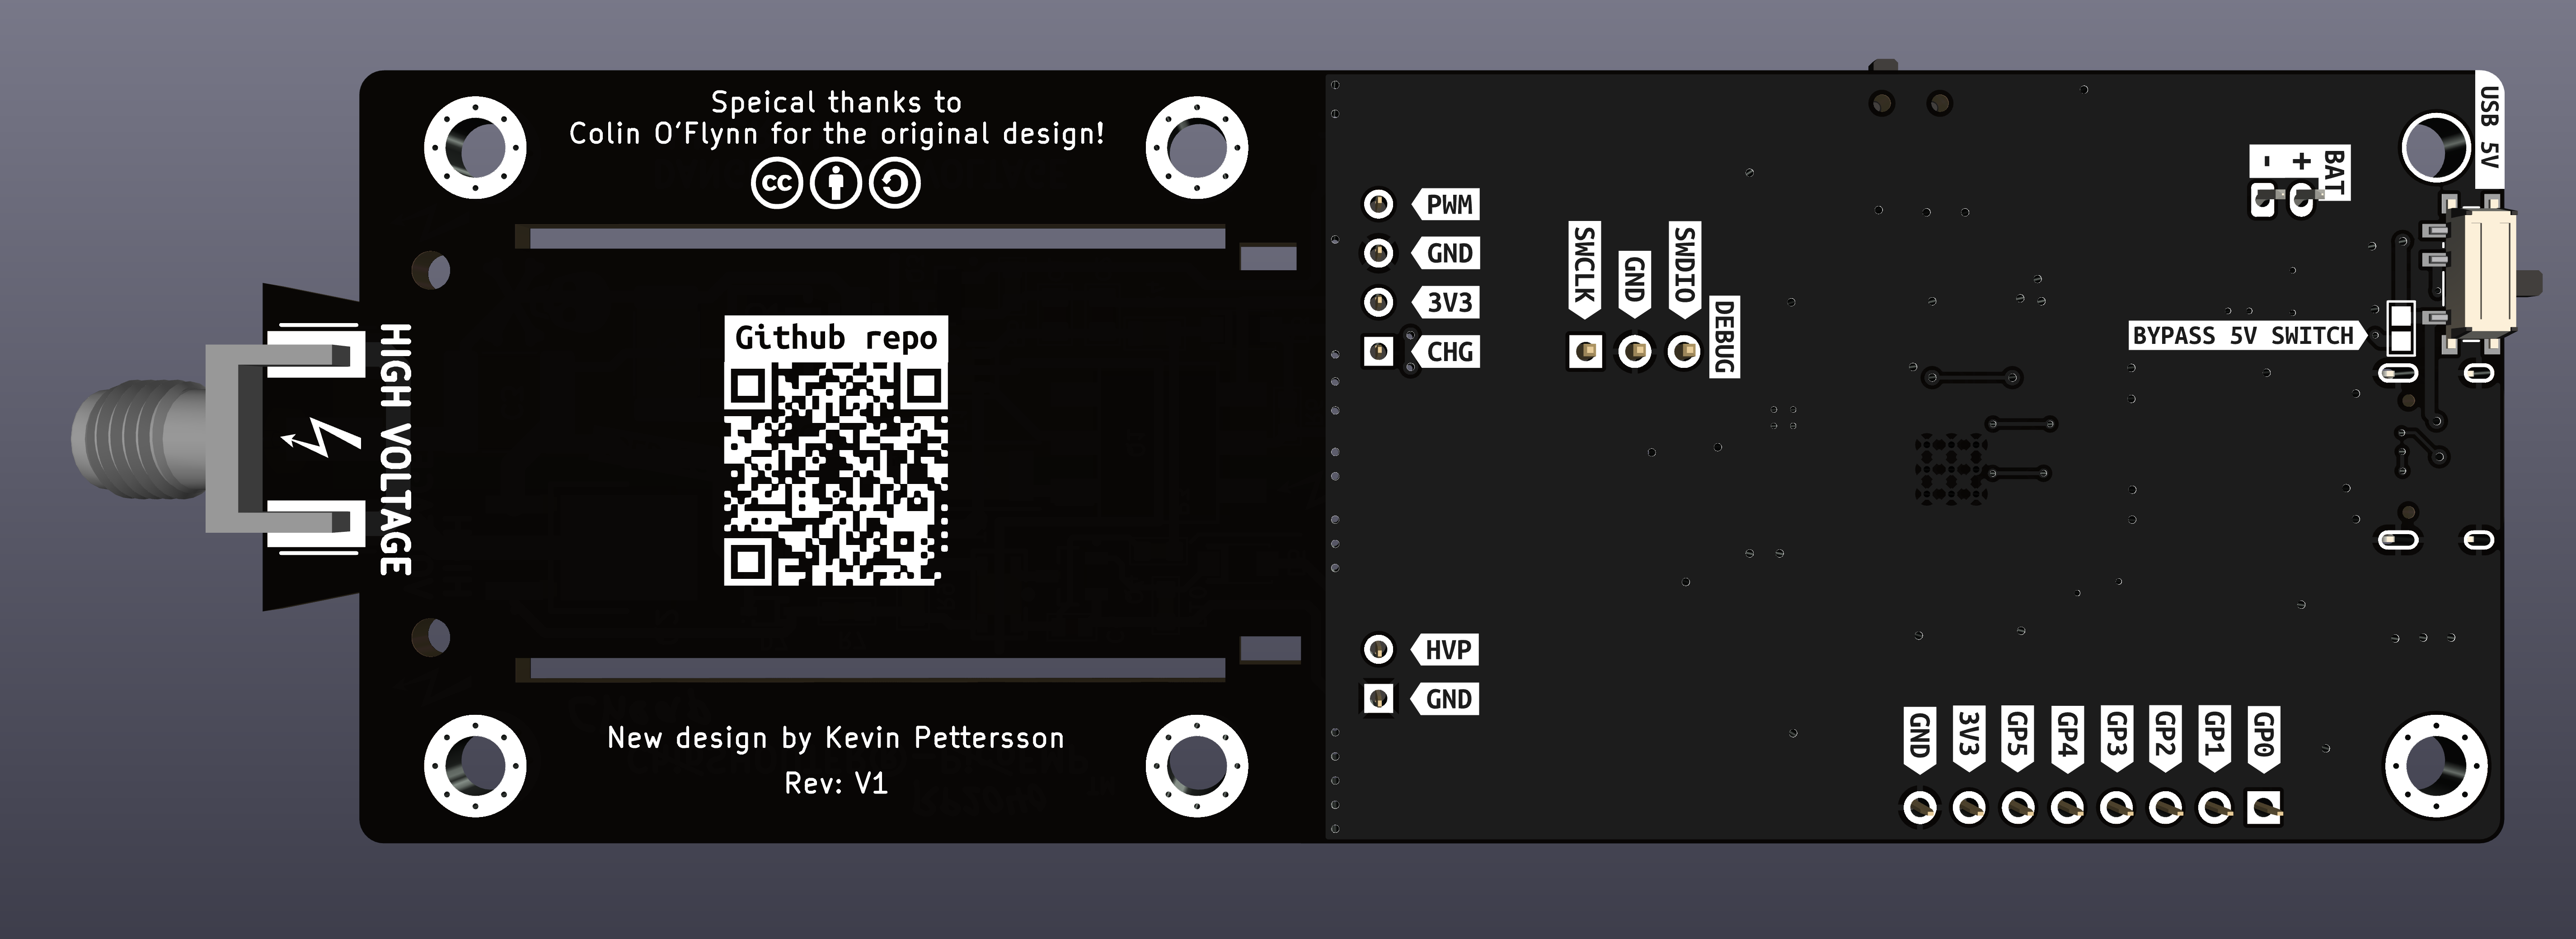 Speical thanks to
Colin O'Flynn for the original design!
cc
HIGH VOLTAGE
Github repo
New design by Kevin Pettersson
Rev: V1
PWM
GND
3V3
CHG
SWCLK
GND
SWDIO
DEBUG
HVP
GND
- + BAT
USB 5V
BYPASS 5V SWITCH
GND
3V3
GP5
GP4
GP3
GP2
GP1
GP0